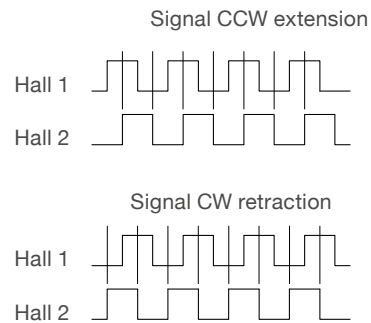 Signal CCW extension
Hall 1
Hall 2
Signal CW retraction
Hall 1
Hall 2